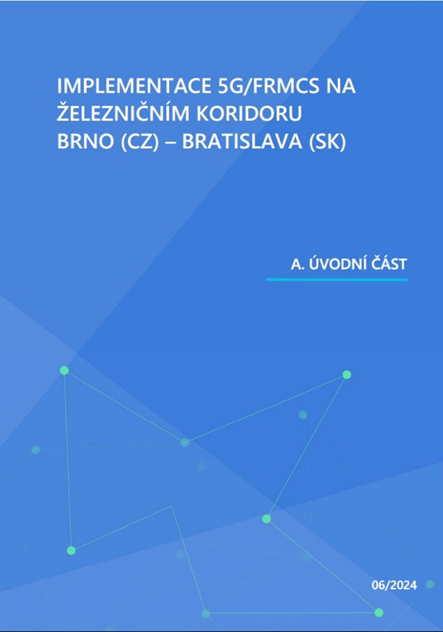 IMPLEMENTACE 5G/FRMCS NA
ŽELEZNIČNÍM KORIDORU
BRNO (CZ) – BRATISLAVA (SK)
A. ÚVODNÍ ČÁST
06/2024